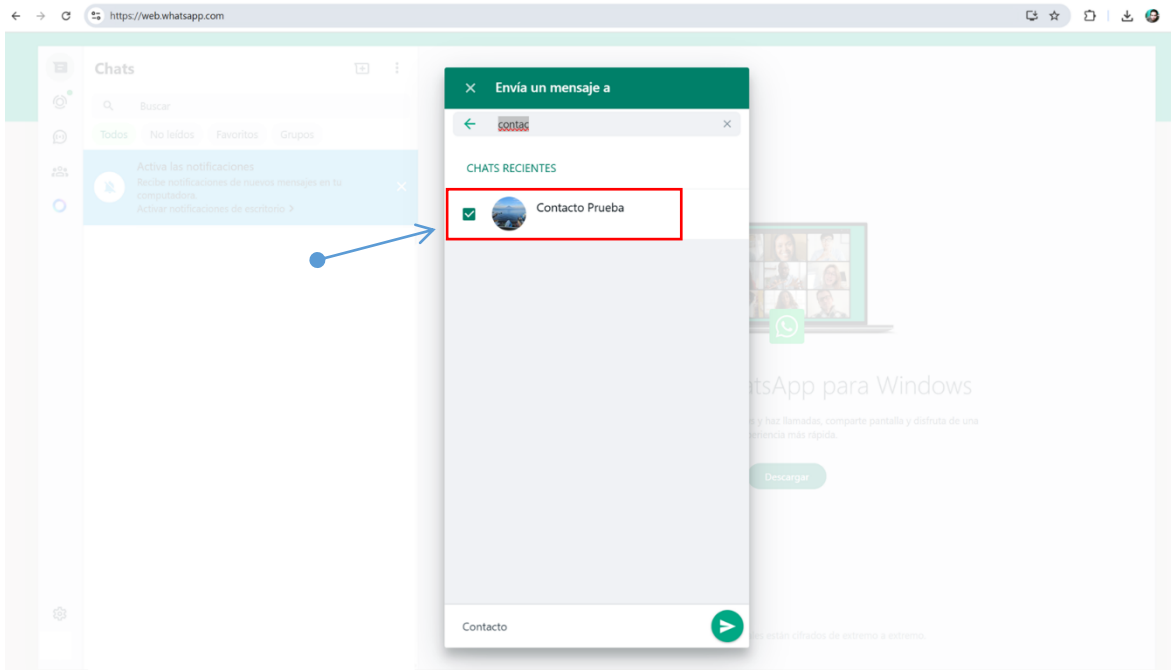 https://web.whatsapp.com
Chats
Buscar
Todos No leídos Favoritos Grupos
Activa las notificaciones
Recibe notificaciones de nuevos mensajes en tu
computadora.
Activar notificaciones de escritorio >
Envía un mensaje a
contac
CHATS RECIENTES
Contacto Prueba
Contacto
tsApp para Windows
y haz llamadas, comparte pantalla y disfruta de una
más rápida.
Descargar
están cifrados de extremo a extremo.